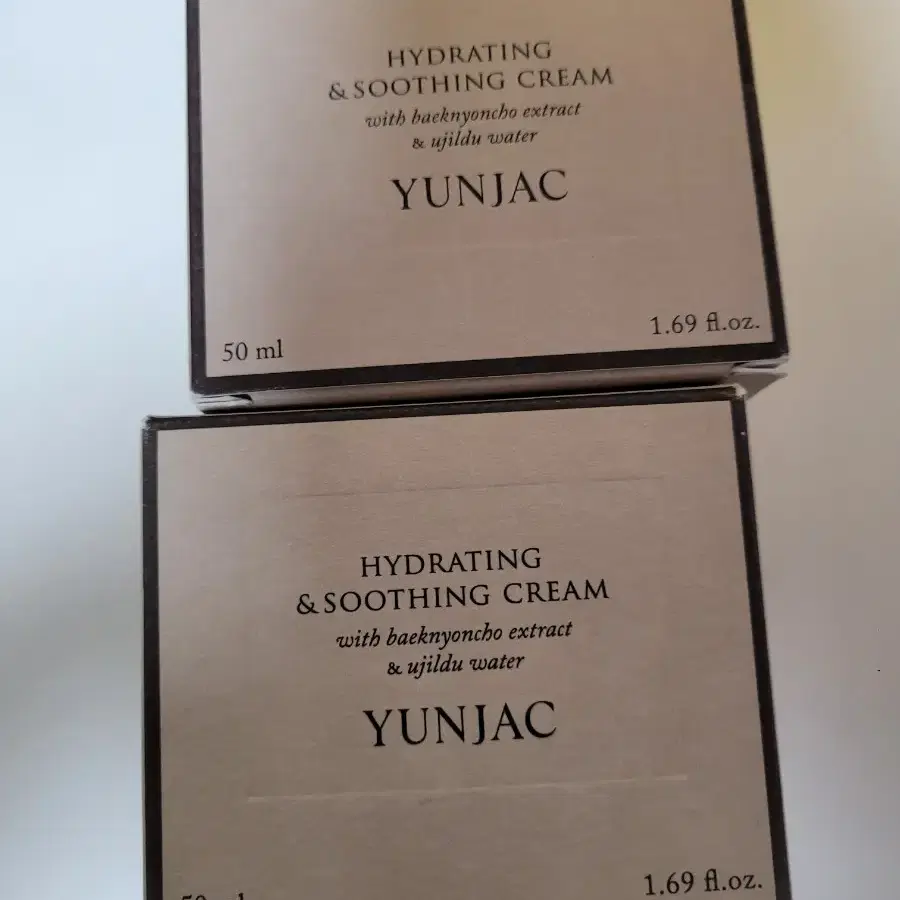 HYDRATING
& SOOTHING CREAM
with baeknyoncho extract
& ujildu water
YUNJAC
50 ml
1.69 fl.oz.
HYDRATING
& SOOTHING CREAM
with baeknyoncho extract
& ujildu water
YUNJAC
1.69 fl.oz.